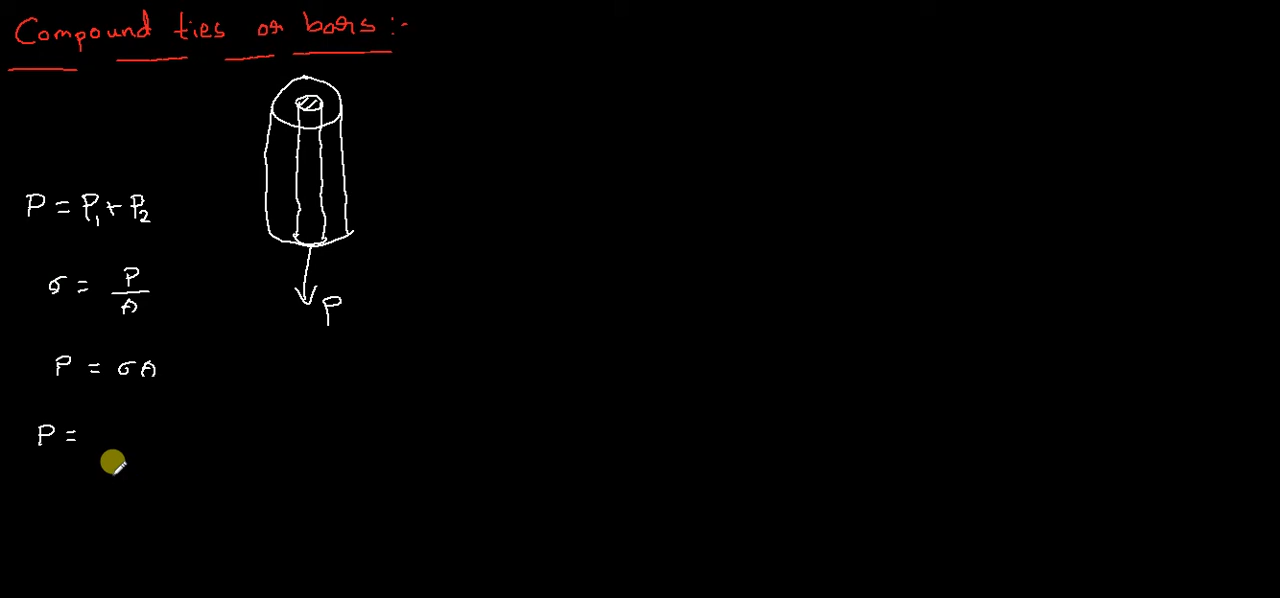 Compound ties or bars :-
P = P₁ + P₂
σ = P/A
P
P = σA
P =